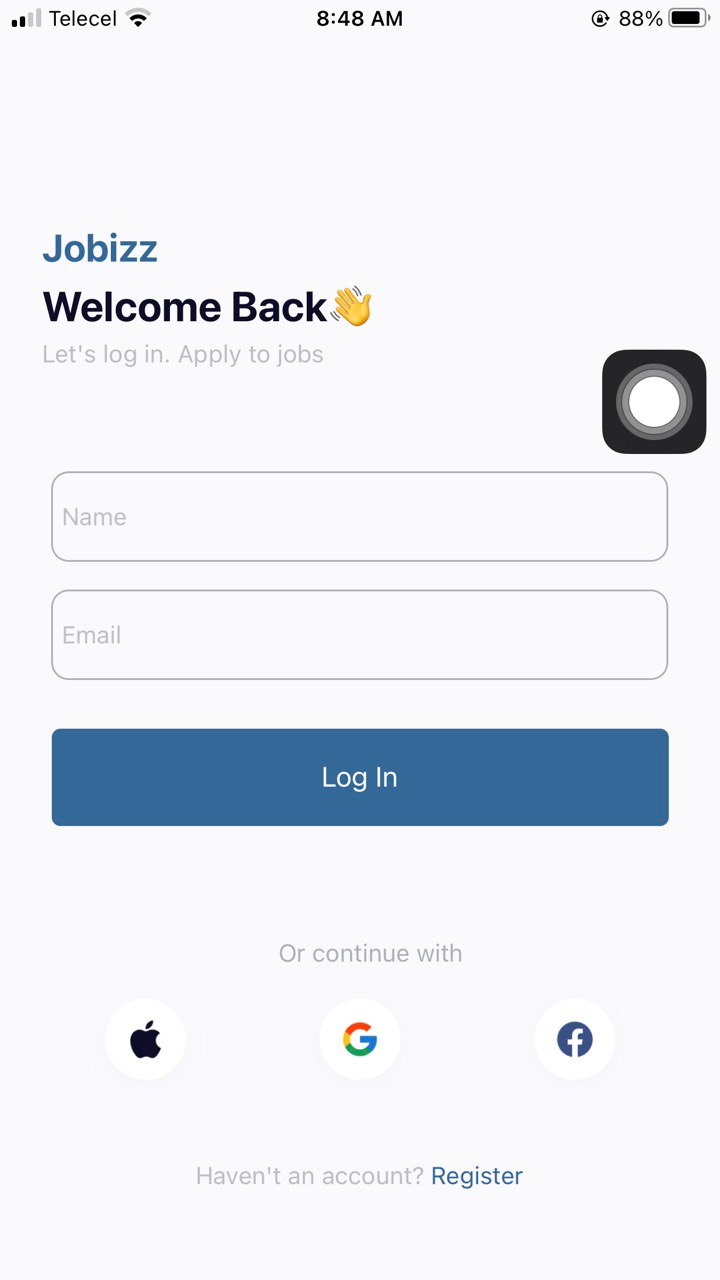 Telecel 8:48 AM 88%
Jobizz
Welcome Back👋
Let's log in. Apply to jobs
Name
Email
Log In
Or continue with
Haven't an account? Register